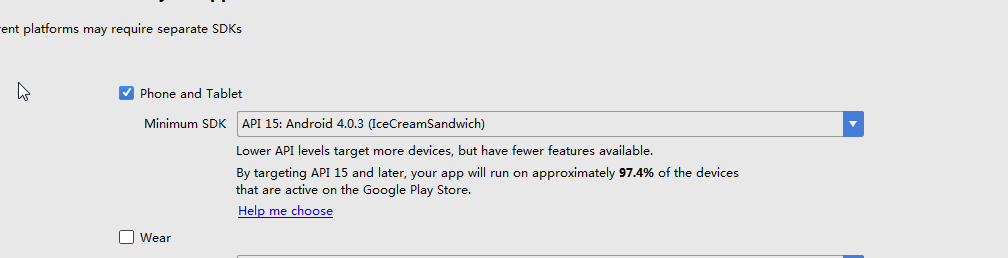 rent platforms may require separate SDKs
Phone and Tablet
Minimum SDK API 15: Android 4.0.3 (IceCreamSandwich)
Lower API levels target more devices, but have fewer features available.
By targeting API 15 and later, your app will run on approximately 97.4% of the devices
that are active on the Google Play Store.
Help me choose
Wear